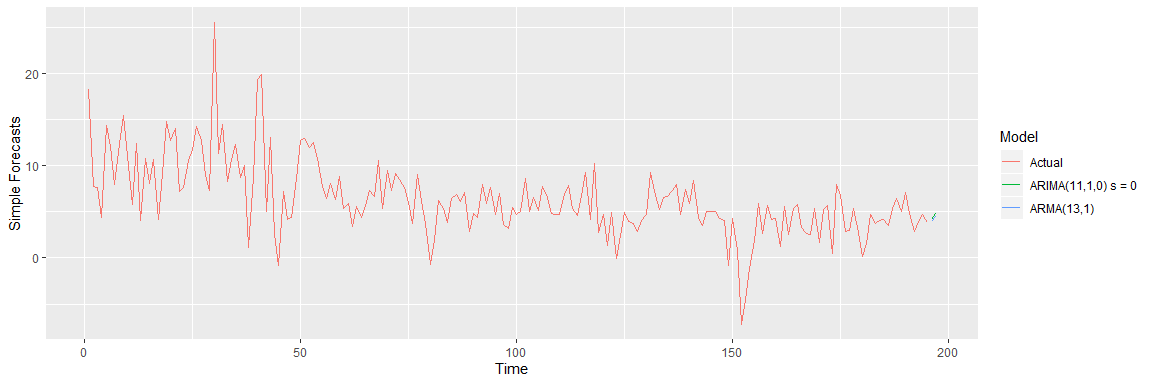 Simple Forecasts
20
10
0
0
50
100
150
200
Time
Model
Actual
ARIMA(11,1,0) s = 0
ARMA(13,1)